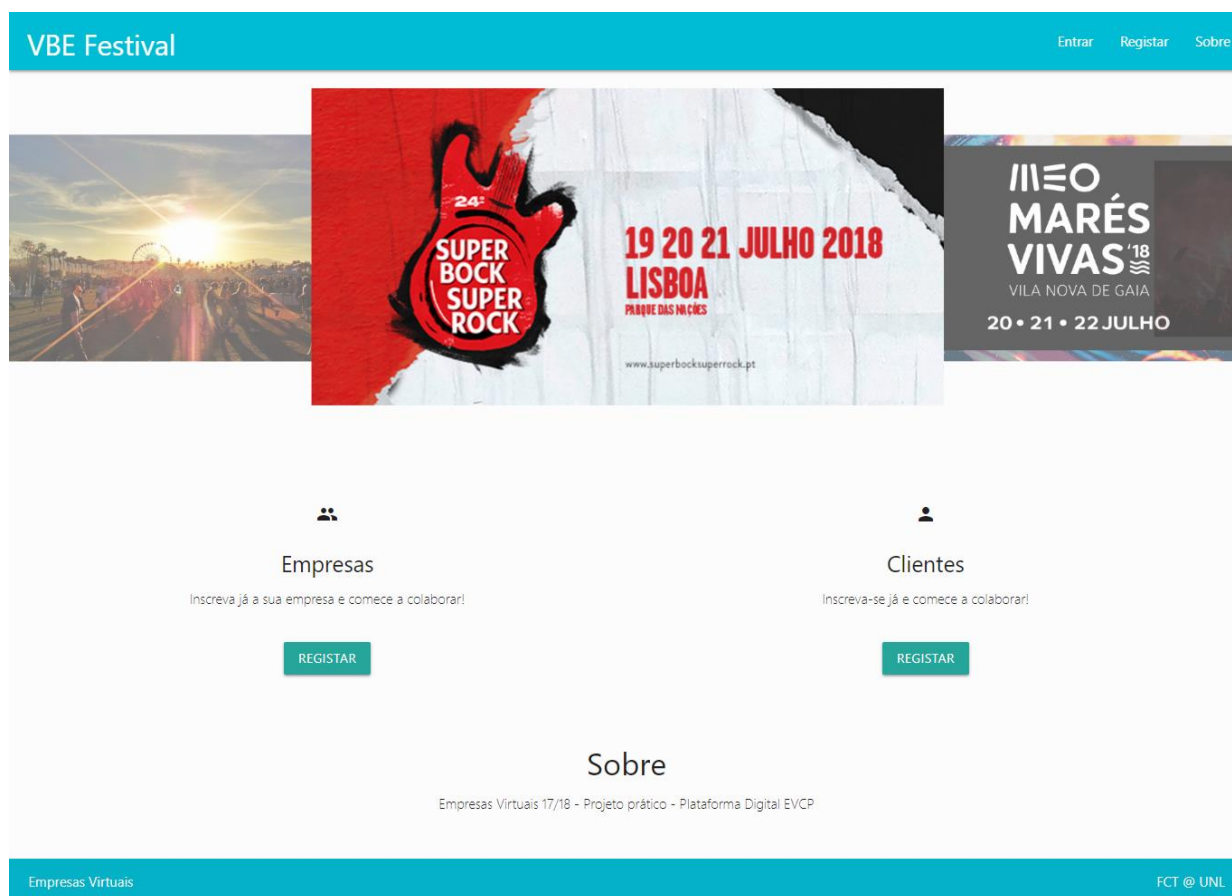 VBE Festival
Entrar Registar Sobre
24º
SUPER
BOCK
SUPER
ROCK
19 20 21 JULHO 2018
LISBOA
PARQUE DAS NAÇÕES
www.superbocksuperrock.pt
MEO
MARÉS
VIVAS '18
VILA NOVA DE GAIA
20 • 21 • 22 JULHO
Empresas
Inscreva já a sua empresa e comece a colaborar!
REGISTAR
Clientes
Inscreva-se já e comece a colaborar!
REGISTAR
Sobre
Empresas Virtuais 17/18 - Projeto prático - Plataforma Digital EVCP
Empresas Virtuais
FCT @ UNL